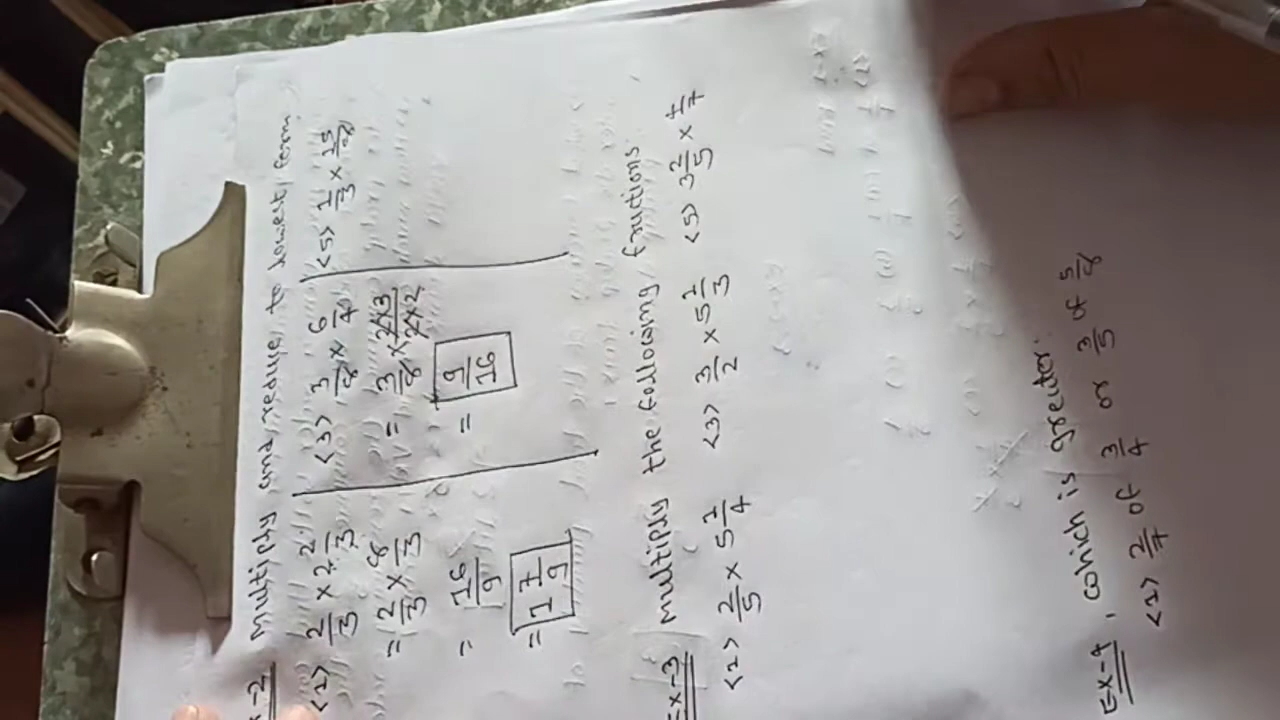 x-2 Multiply and reduce to lowest form
<1> 2/3 × 2 2/3
= 2/3 × 8/3
= 16/9
= 1 7/9
<3> 3/8 × 6/4
= 3/8 × 2×3/2×2
= 9/16
<5> 1/3 × 15/8
Ex-3 Multiply the following fractions
<1> 2/5 × 5 1/4 <3> 3/2 × 5 1/3 <5> 3 2/5 × 4/7
Ex-4, which is greater.
<1> 2/7 of 3/4 or 3/5 of 5/8